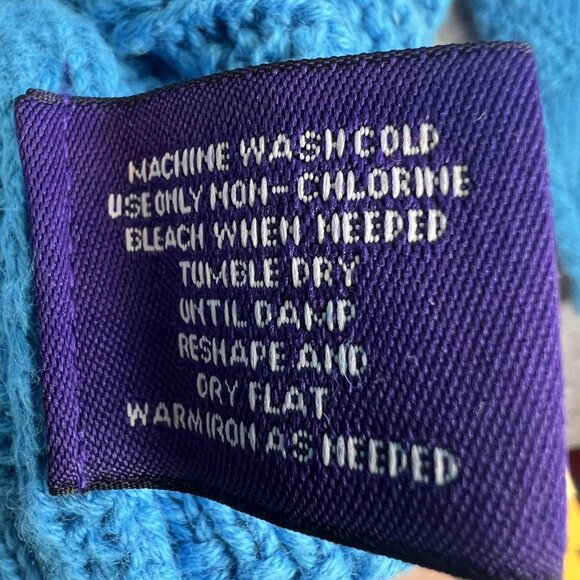 MACHINE WASH COLD
USE ONLY NON-CHLORINE
BLEACH WHEN NEEDED
TUMBLE DRY
UNTIL DAMP
RESHAPE AND
DRY FLAT
WARM IRON AS NEEDED